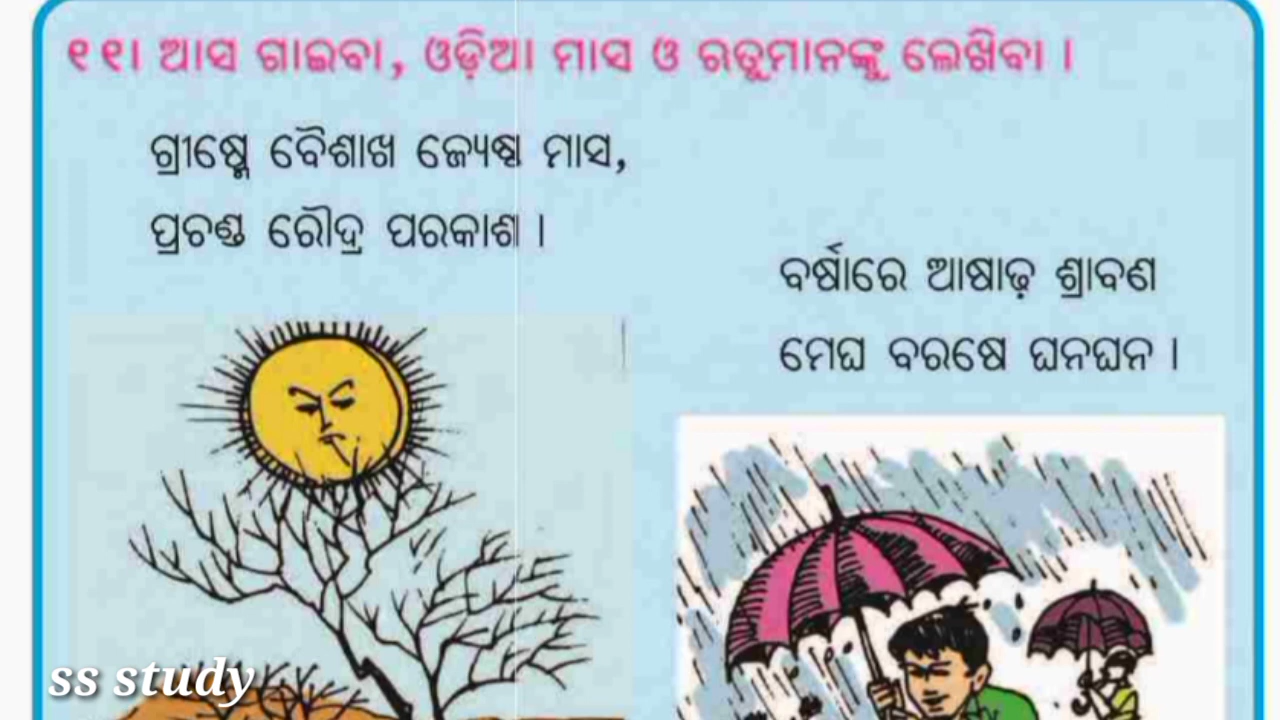 ୧୧। ଆସ ଗାଇବା, ଓଡ଼ିଆ ମାସ ଓ ଋତୁମାନଙ୍କୁ ଲେଖିବା ।
ଗ୍ରୀଷ୍ମେ ବୈଶାଖ ଜ୍ୟେଷ୍ଠ ମାସ,
ପ୍ରଚଣ୍ଡ ରୌଦ୍ର ପରକାଶ ।
ବର୍ଷାରେ ଆଷାଢ଼ ଶ୍ରାବଣ
ମେଘ ବରଷେ ଘନଘନ ।
ss study